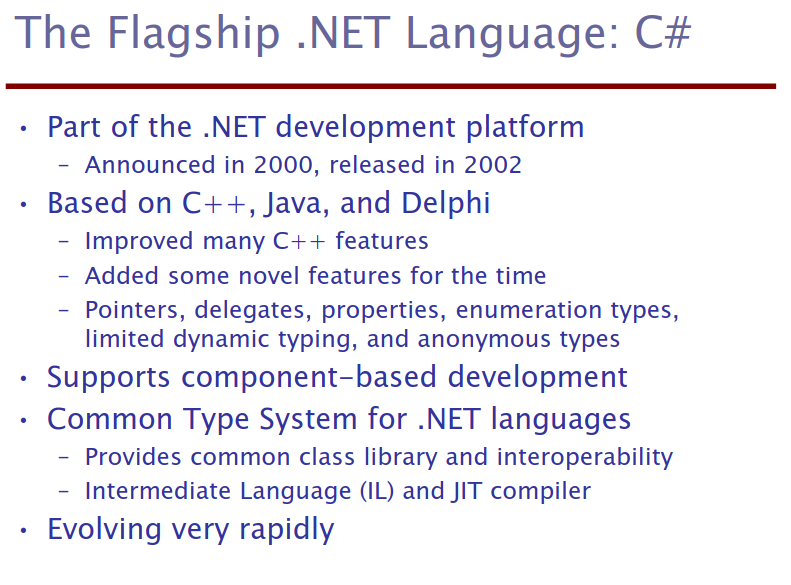 The Flagship .NET Language: C#
• Part of the .NET development platform
– Announced in 2000, released in 2002
• Based on C++, Java, and Delphi
– Improved many C++ features
– Added some novel features for the time
– Pointers, delegates, properties, enumeration types,
limited dynamic typing, and anonymous types
• Supports component-based development
• Common Type System for .NET languages
– Provides common class library and interoperability
– Intermediate Language (IL) and JIT compiler
• Evolving very rapidly